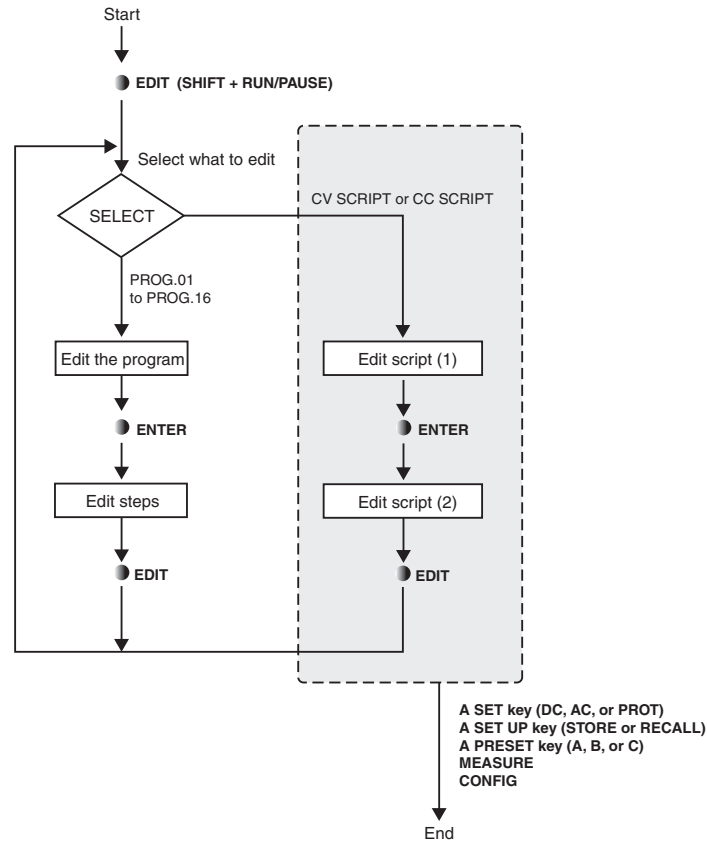 Start
EDIT (SHIFT + RUN/PAUSE)
Select what to edit
SELECT
CV SCRIPT or CC SCRIPT
PROG.01
to PROG.16
Edit the program
Edit script (1)
ENTER
ENTER
Edit steps
Edit script (2)
EDIT
EDIT
A SET key (DC, AC, or PROT)
A SET UP key (STORE or RECALL)
A PRESET key (A, B, or C)
MEASURE
CONFIG
End